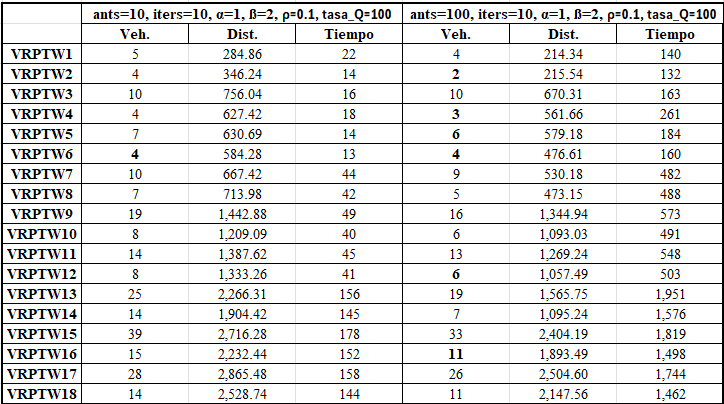 ants=10, iters=10, α=1, ß=2, ρ=0.1, tasa_Q=100 ants=100, iters=10, α=1, ß=2, ρ=0.1, tasa_Q=100
Veh. Dist. Tiempo Veh. Dist. Tiempo
VRPTW1 5 284.86 22 4 214.34 140
VRPTW2 4 346.24 14 2 215.54 132
VRPTW3 10 756.04 16 10 670.31 163
VRPTW4 4 627.42 18 3 561.66 261
VRPTW5 7 630.69 14 6 579.18 184
VRPTW6 4 584.28 13 4 476.61 160
VRPTW7 10 667.42 44 9 530.18 482
VRPTW8 7 713.98 42 5 473.15 488
VRPTW9 19 1,442.88 49 16 1,344.94 573
VRPTW10 8 1,209.09 40 6 1,093.03 491
VRPTW11 14 1,387.62 45 13 1,269.24 548
VRPTW12 8 1,333.26 41 6 1,057.49 503
VRPTW13 25 2,266.31 156 19 1,565.75 1,951
VRPTW14 14 1,904.42 145 7 1,095.24 1,576
VRPTW15 39 2,716.28 178 33 2,404.19 1,819
VRPTW16 15 2,232.44 152 11 1,893.49 1,498
VRPTW17 28 2,865.48 158 26 2,504.60 1,744
VRPTW18 14 2,528.74 144 11 2,147.56 1,462